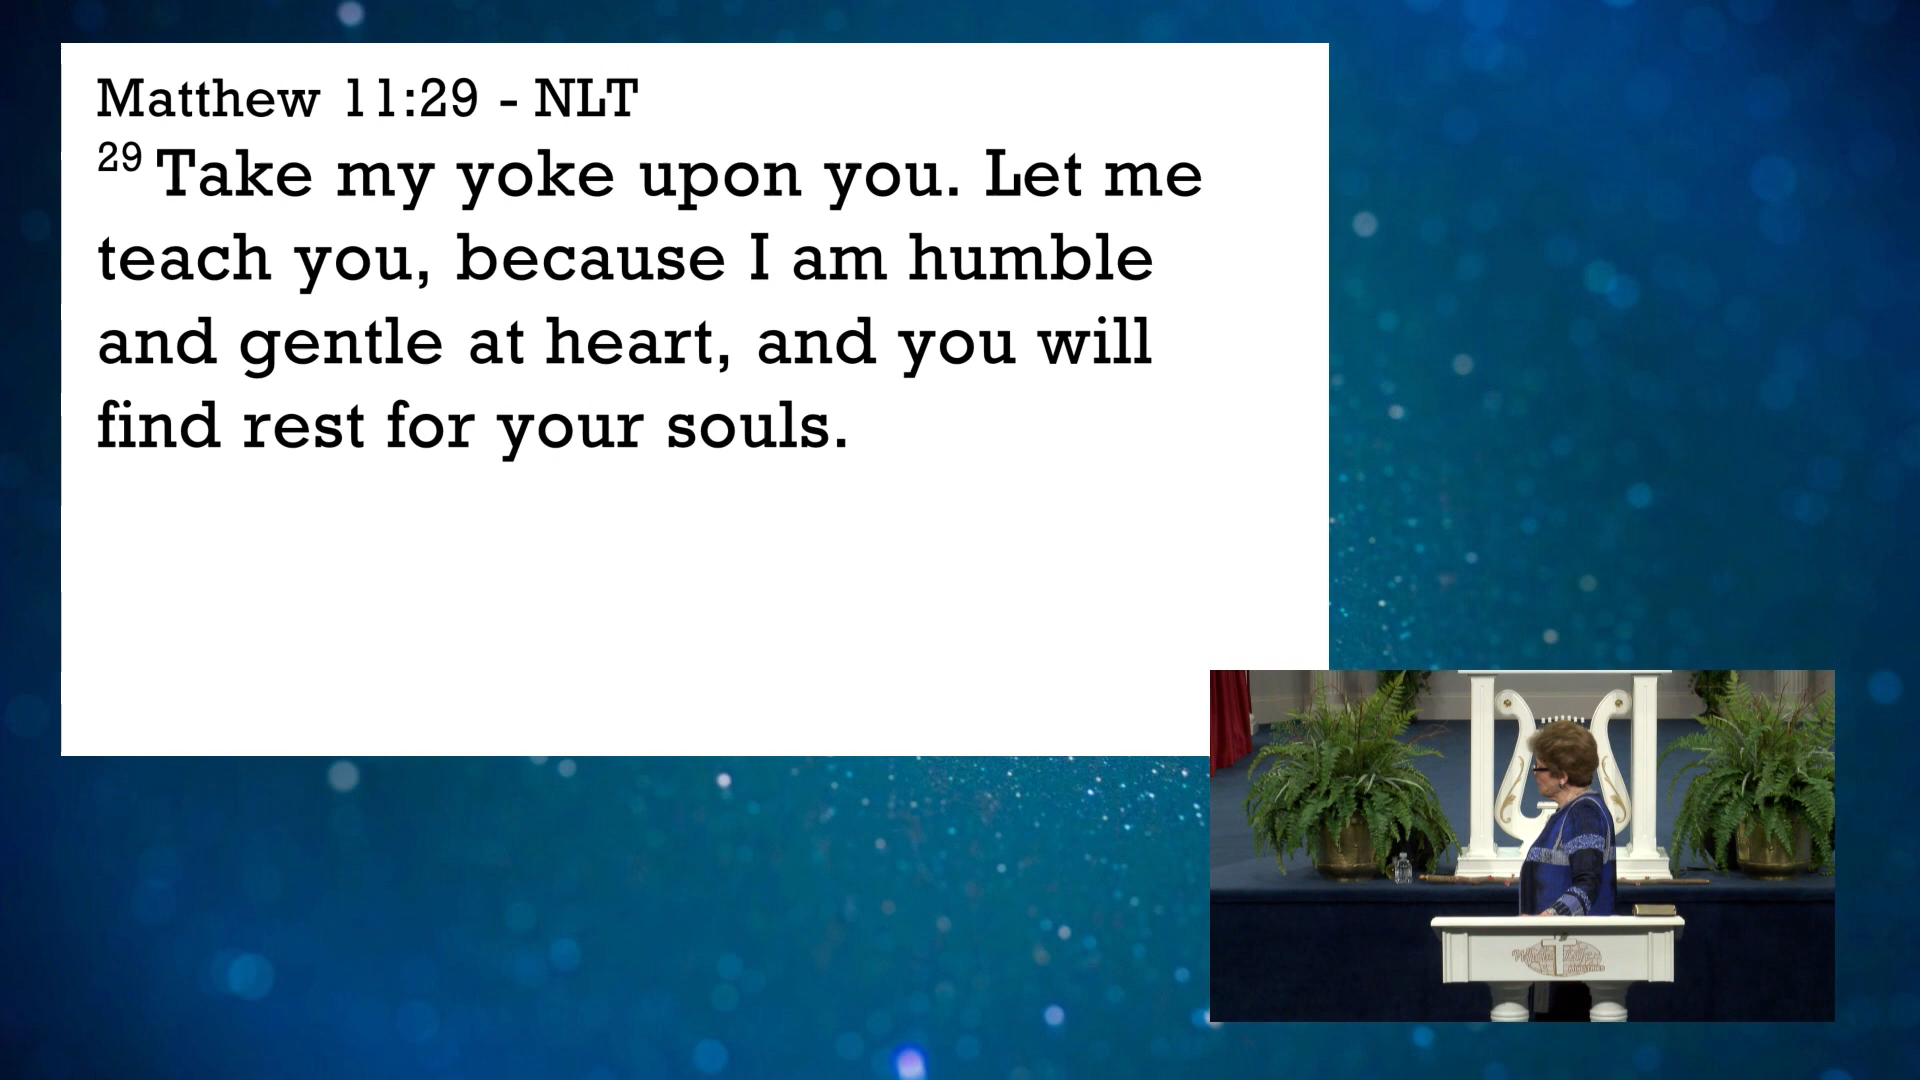 Matthew 11:29 - NLT
29 Take my yoke upon you. Let me
teach you, because I am humble
and gentle at heart, and you will
find rest for your souls.
MINISTRIES